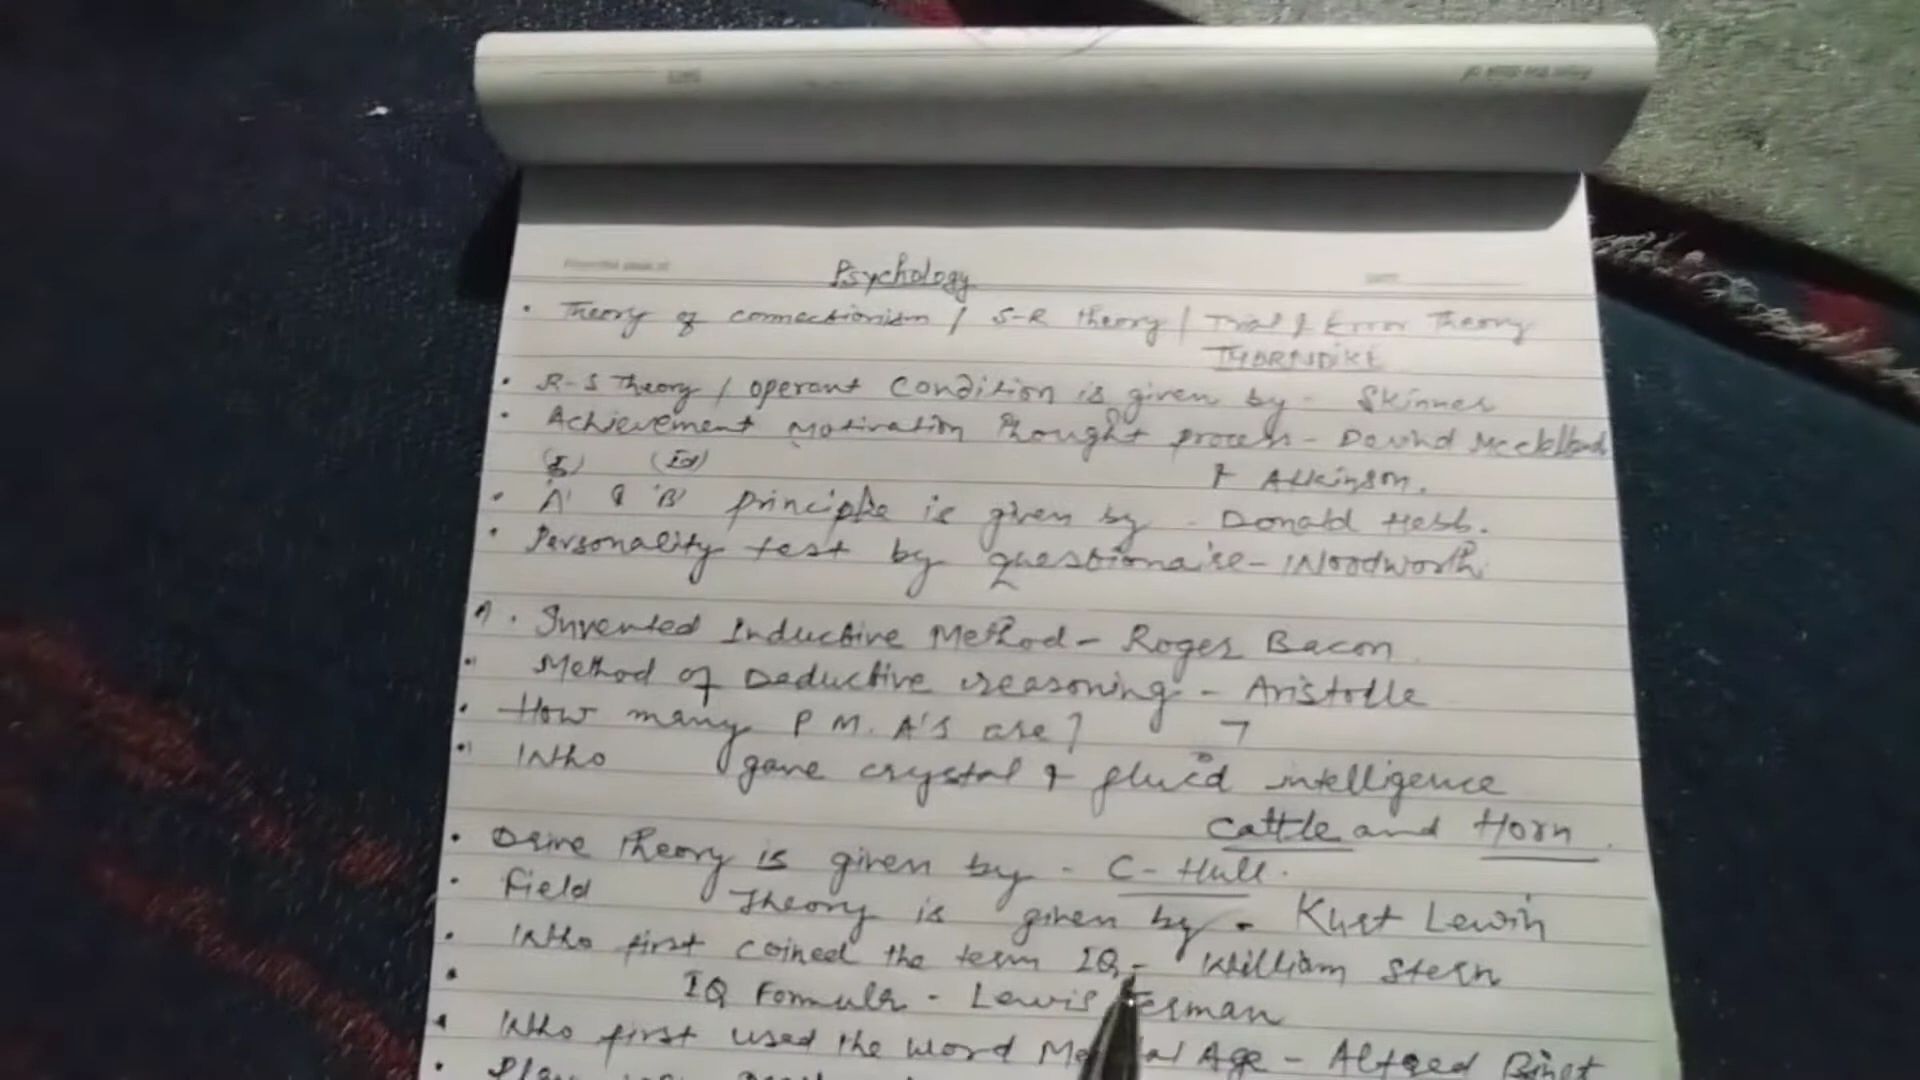 Psychology
• Theory of connectionism / S-R theory / Trial & Error Theory
THORNDIKE
• R-S Theory / operant Condition is given by - Skinner
• Achievement Motivation Thought process - David McClelland
& Atkinson.
• 'A' & 'B' principle is given by - Donald Hebb.
• Personality test by questionaire - Woodworth
• Invented Inductive Method - Roger Bacon
• Method of Deductive reasoning - Aristotle
• How many P.M.A's are? 7
• Who gave crystal & fluid intelligence
Cattle and Horn.
• Drive theory is given by - C-Hull.
• Field Theory is given by - Kurt Lewin
• Who first coined the term IQ - William Stern
• IQ Formula - Lewis Terman
• Who first used the word Mental Age - Alfred Binet
• Play way